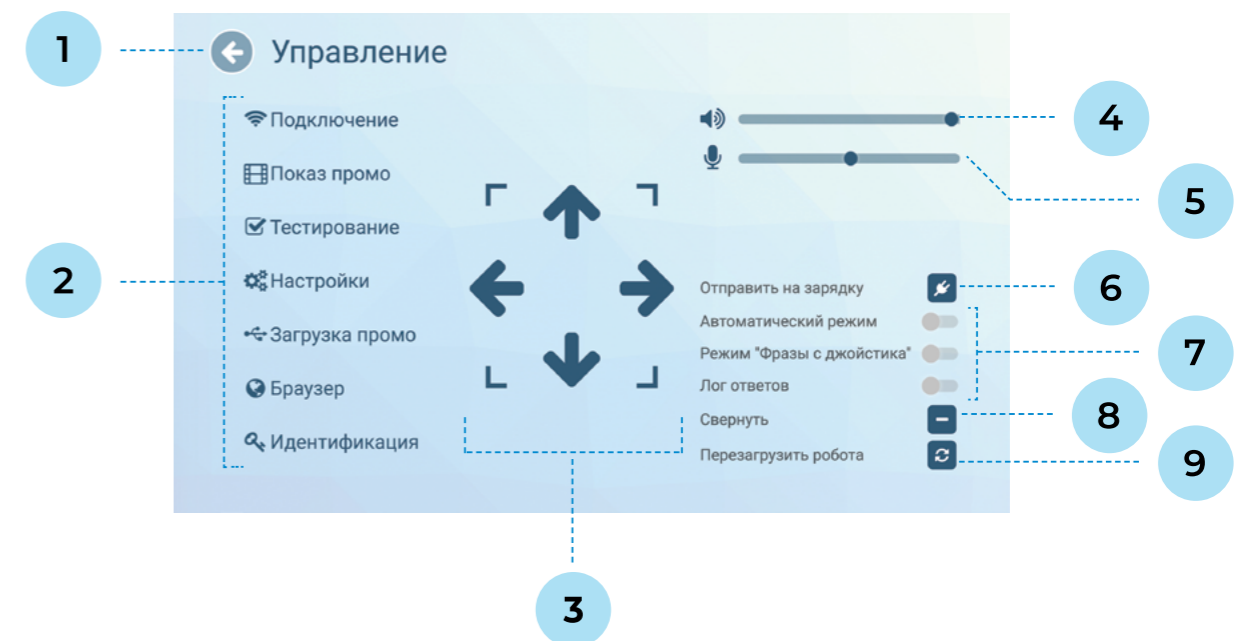 1
Управление
Подключение
Показ промо
Тестирование
Настройки
Загрузка промо
Браузер
Идентификация
2
3
4
5
Отправить на зарядку
6
Автоматический режим
Режим "Фразы с джойстика"
Лог ответов
7
Свернуть
8
Перезагрузить робота
9